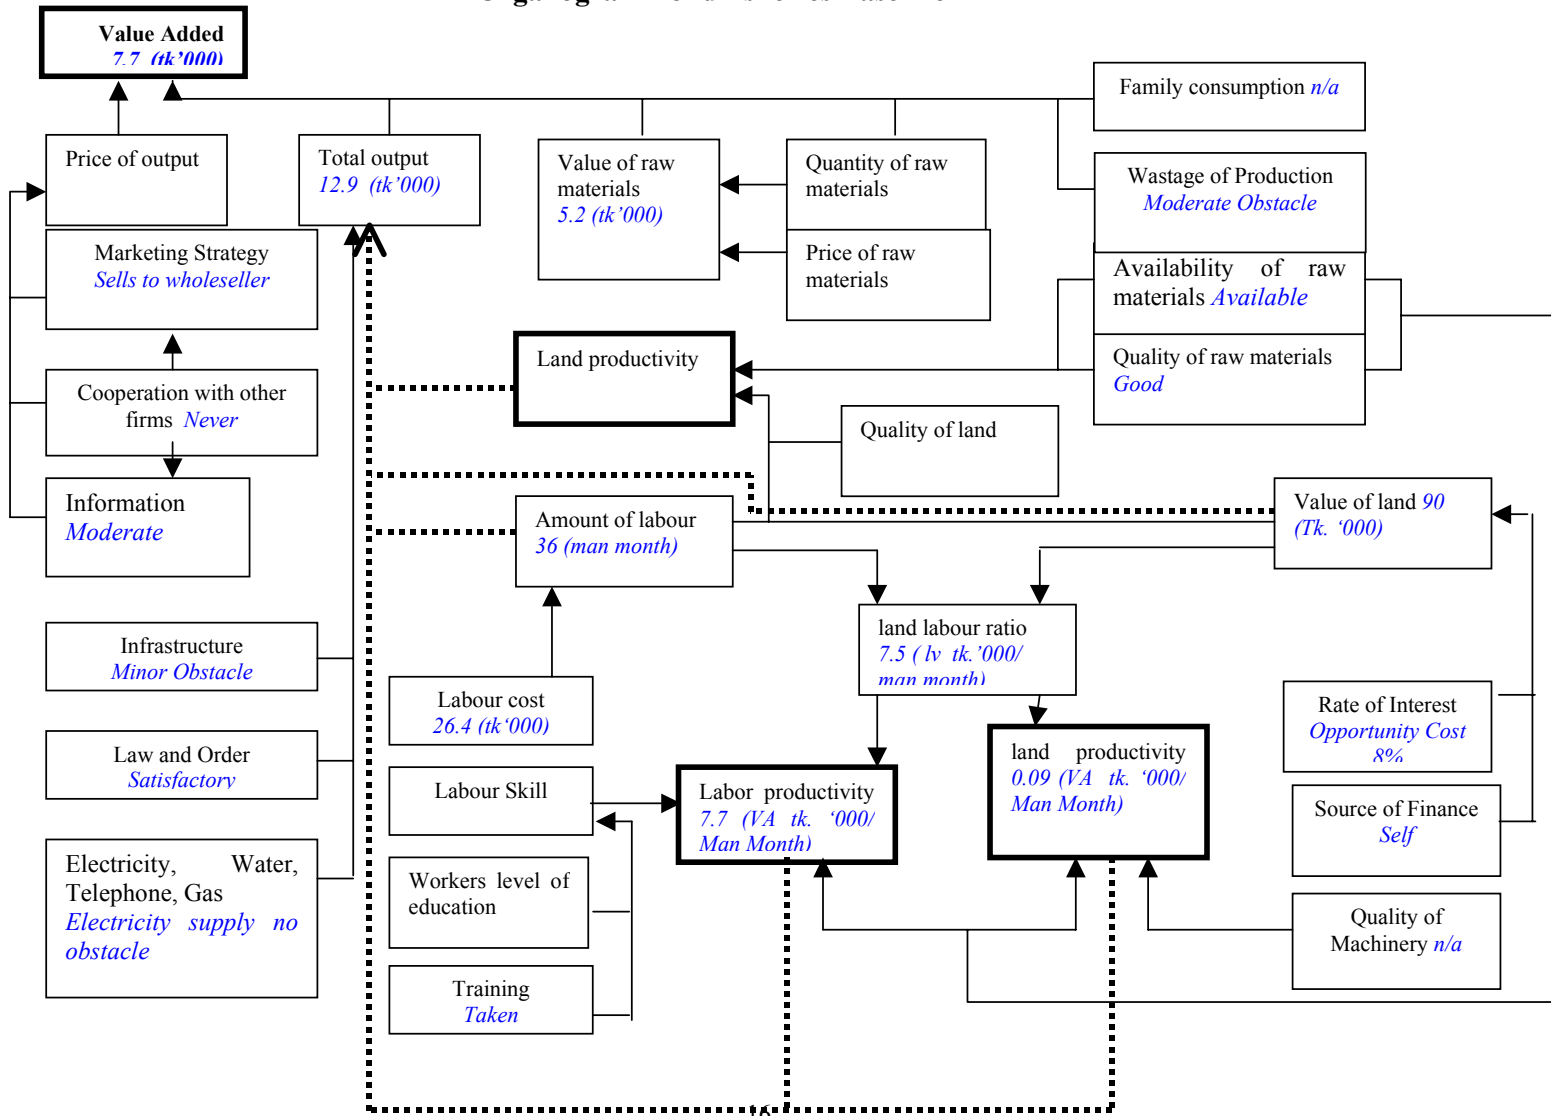 Value Added
7.7 (tk’000)
Family consumption n/a
Price of output
Total output
12.9 (tk’000)
Value of raw
materials
5.2 (tk’000)
Quantity of raw
materials
Wastage of Production
Moderate Obstacle
Marketing Strategy
Sells to wholeseller
Price of raw
materials
Availability of raw
materials Available
Land productivity
Quality of raw materials
Good
Cooperation with other
firms Never
Quality of land
Information
Moderate
Amount of labour
36 (man month)
Value of land 90
(Tk. ‘000)
Infrastructure
Minor Obstacle
land labour ratio
7.5 ( lv tk.’000/
man month)
Labour cost
26.4 (tk‘000)
Rate of Interest
Opportunity Cost
8%
Law and Order
Satisfactory
Labour Skill
Labor productivity
7.7 (VA tk. ‘000/
Man Month)
land productivity
0.09 (VA tk. ‘000/
Man Month)
Source of Finance
Self
Electricity, Water,
Telephone, Gas
Electricity supply no
obstacle
Workers level of
education
Quality of
Machinery n/a
Training
Taken
16